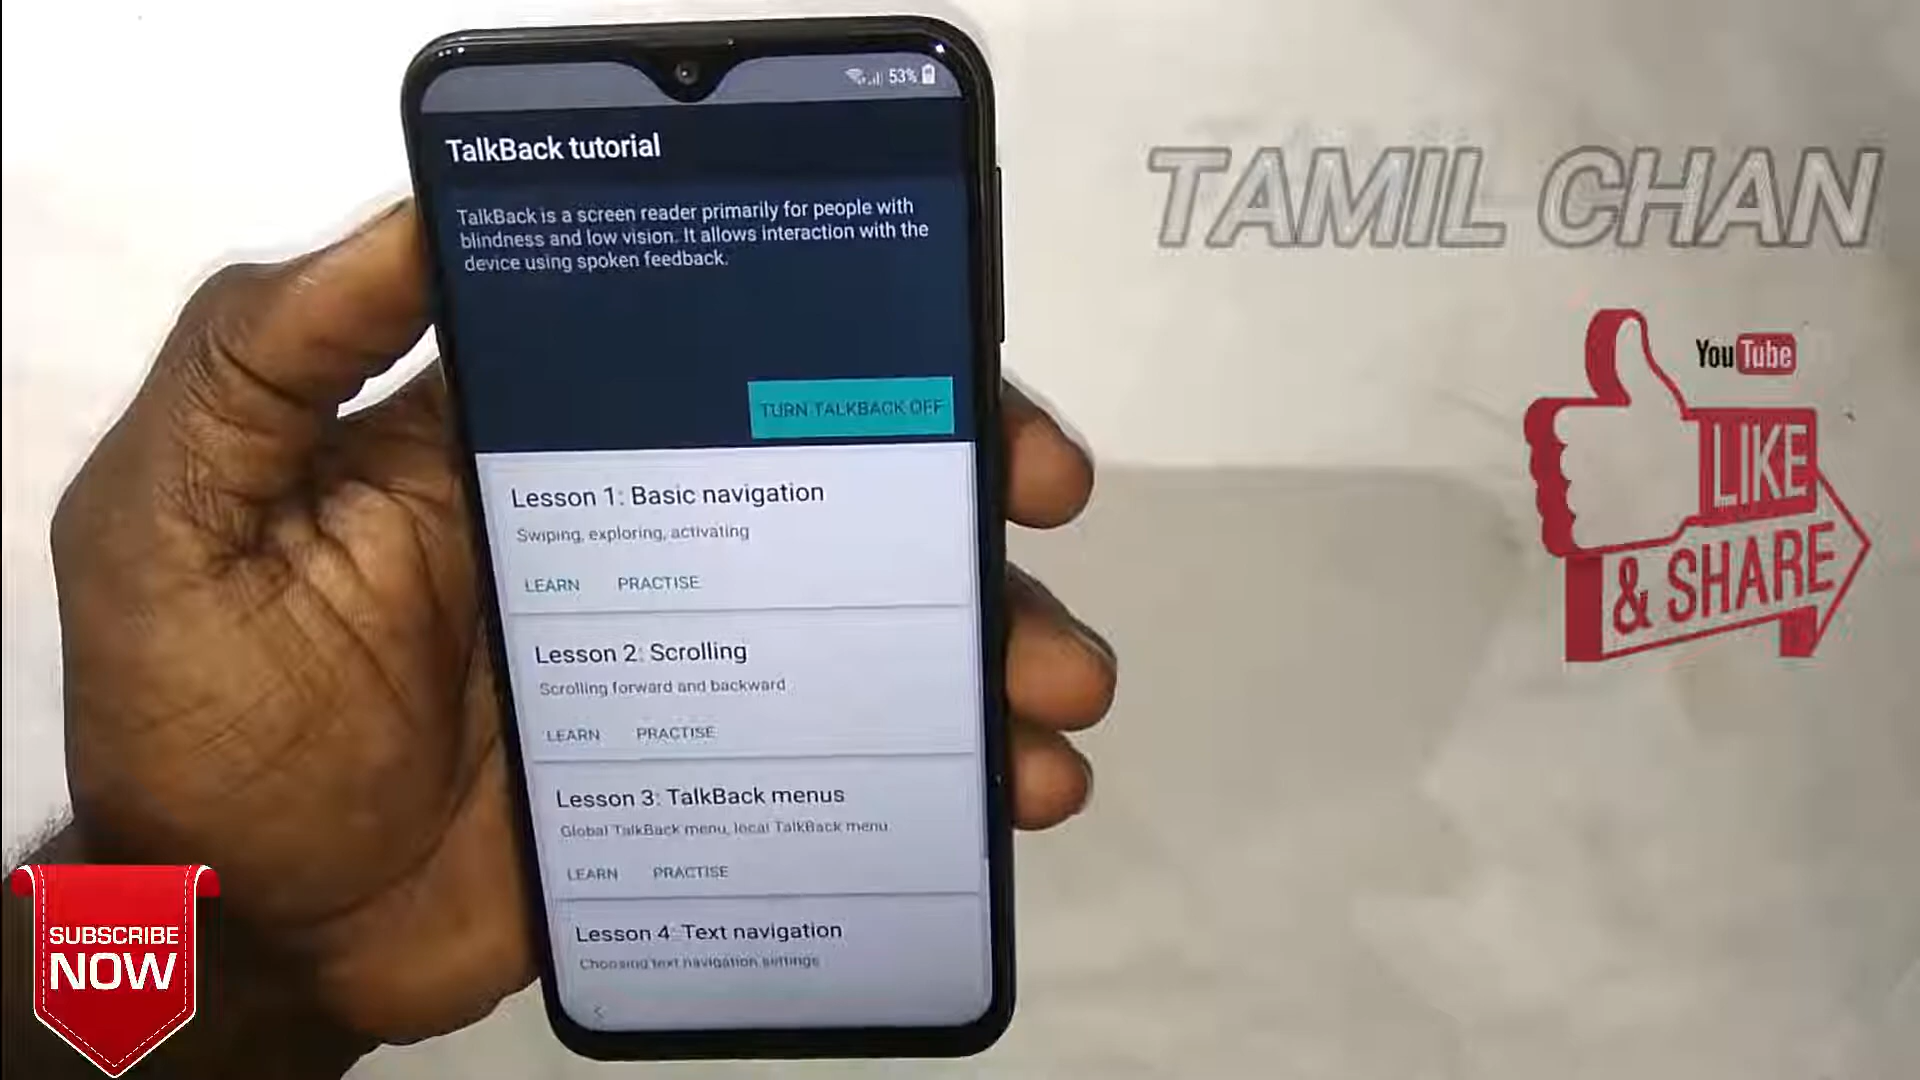 53%
TalkBack tutorial
TalkBack is a screen reader primarily for people with
blindness and low vision. It allows interaction with the
device using spoken feedback.
TURN TALKBACK OFF
Lesson 1: Basic navigation
Swiping, exploring, activating
LEARN PRACTISE
Lesson 2: Scrolling
Scrolling forward and backward
LEARN PRACTISE
Lesson 3: TalkBack menus
Global TalkBack menu, local TalkBack menu
LEARN PRACTISE
Lesson 4: Text navigation
Choosing text navigation settings
TAMIL CHAN
YouTube
LIKE
& SHARE
SUBSCRIBE
NOW